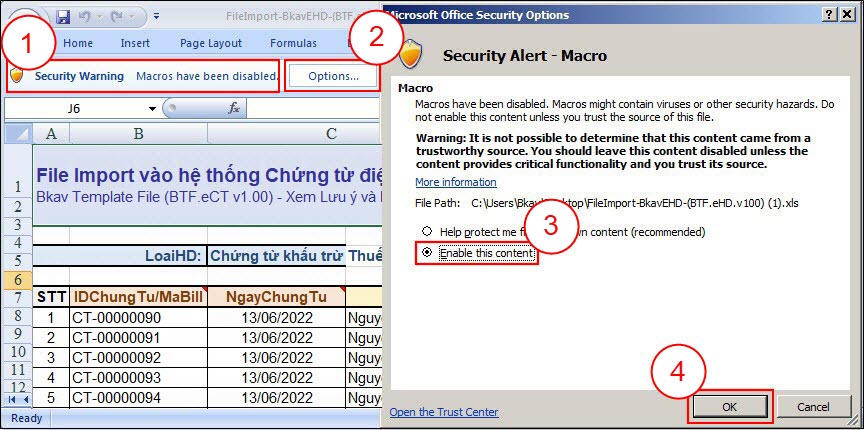 FileImport-BkavEHD-(BTF.e
Home Insert Page Layout Formulas
1
2
Security Warning Macros have been disabled. Options...
J6 fx
A B C
1 File Import vào hệ thống Chứng từ điệ
2 Bkav Template File (BTF.eCT v1.00) - Xem Lưu ý và
3
4
5 LoaiHD: Chứng từ khấu trừ Thuế
6
7 STT IDChungTu/MaBill NgayChungTu
8 1 CT-00000090 13/06/2022 Nguy
9 2 CT-00000091 13/06/2022 Nguy
10 3 CT-00000092 13/06/2022 Nguy
11 4 CT-00000093 13/06/2022 Nguy
12 5 CT-00000094 13/06/2022 Nguy
Ready
Microsoft Office Security Options
Security Alert - Macro
Macro
Macros have been disabled. Macros might contain viruses or other security hazards. Do
not enable this content unless you trust the source of this file.
Warning: It is not possible to determine that this content came from a
trustworthy source. You should leave this content disabled unless the
content provides critical functionality and you trust its source.
More information
File Path: C:\Users\Bkav\Desktop\FileImport-BkavEHD-(BTF.eHD.v100) (1).xls
3
Help protect me content (recommended)
Enable this content
4
Open the Trust Center OK Cancel